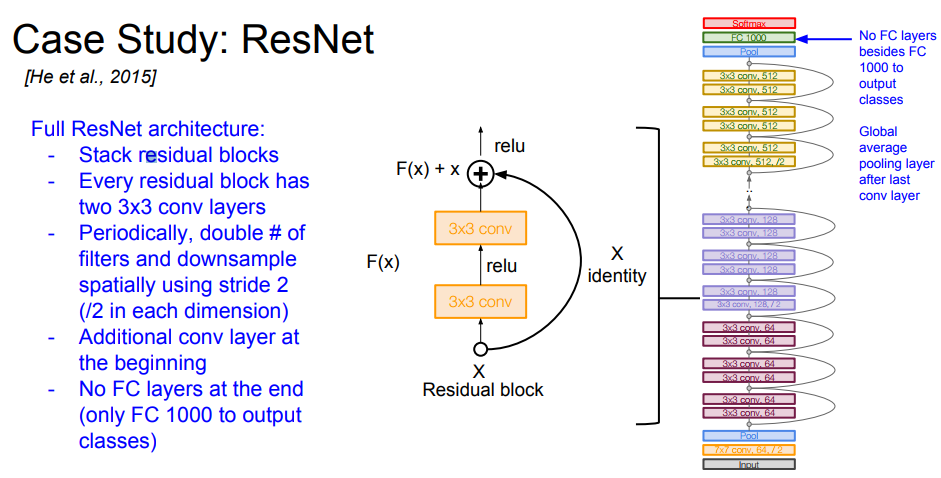 Case Study: ResNet
[He et al., 2015]
Full ResNet architecture:
- Stack residual blocks
- Every residual block has
two 3x3 conv layers
- Periodically, double # of
filters and downsample
spatially using stride 2
(/2 in each dimension)
- Additional conv layer at
the beginning
- No FC layers at the end
(only FC 1000 to output
classes)
relu
F(x) + x
3x3 conv
F(x)
relu
3x3 conv
X
identity
X
Residual block
Softmax
FC 1000
Pool
3x3 conv, 512
3x3 conv, 512
3x3 conv, 512
3x3 conv, 512
3x3 conv, 512
3x3 conv, 512, /2
..
3x3 conv, 128
3x3 conv, 128
3x3 conv, 128
3x3 conv, 128
3x3 conv, 128
3x3 conv, 128, / 2
3x3 conv, 64
3x3 conv, 64
3x3 conv, 64
3x3 conv, 64
3x3 conv, 64
3x3 conv, 64
Pool
7x7 conv, 64, / 2
Input
No FC layers
besides FC
1000 to
output
classes
Global
average
pooling layer
after last
conv layer